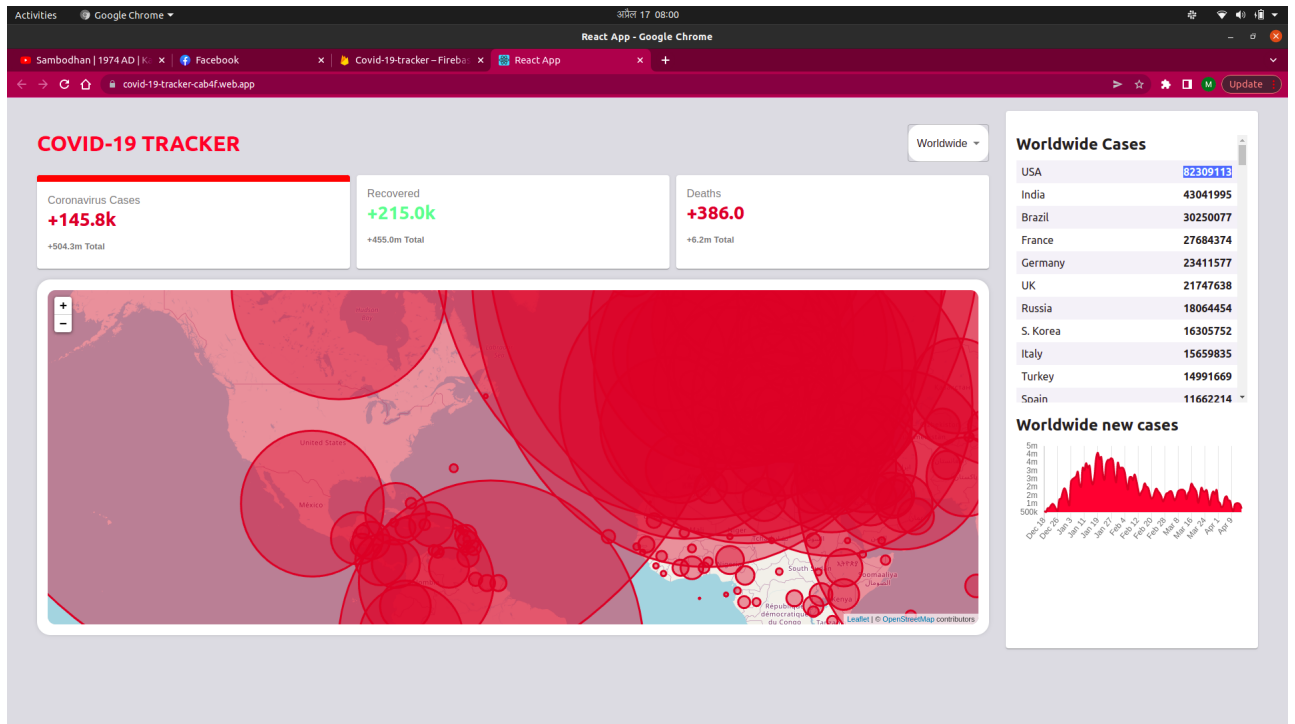 Activities Google Chrome अप्रैल 17 08:00
React App - Google Chrome
Sambodhan | 1974 AD | K
Facebook
Covid-19-tracker – Fireba
React App
covid-19-tracker-cab4f.web.app
M
Update
COVID-19 TRACKER
Worldwide
Coronavirus Cases
+145.8k
+504.3m Total
Recovered
+215.0k
+455.0m Total
Deaths
+386.0
+6.2m Total
+
−
United States
México
South
ኢትዮጵያ
Soomaaliya
الصومال
Kenya
République
démocratique
du Congo
Leaflet | © OpenStreetMap contributors
Worldwide Cases
USA 82309113
India 43041995
Brazil 30250077
France 27684374
Germany 23411577
UK 21747638
Russia 18064454
S. Korea 16305752
Italy 15659835
Turkey 14991669
Spain 11662214
Worldwide new cases
5m
4m
4m
3m
3m
2m
2m
1m
500k
Dec 18
Dec 26
Jan 3
Jan 11
Jan 19
Jan 27
Feb 4
Feb 12
Feb 20
Feb 28
Mar 8
Mar 16
Mar 24
Apr 1
Apr 9